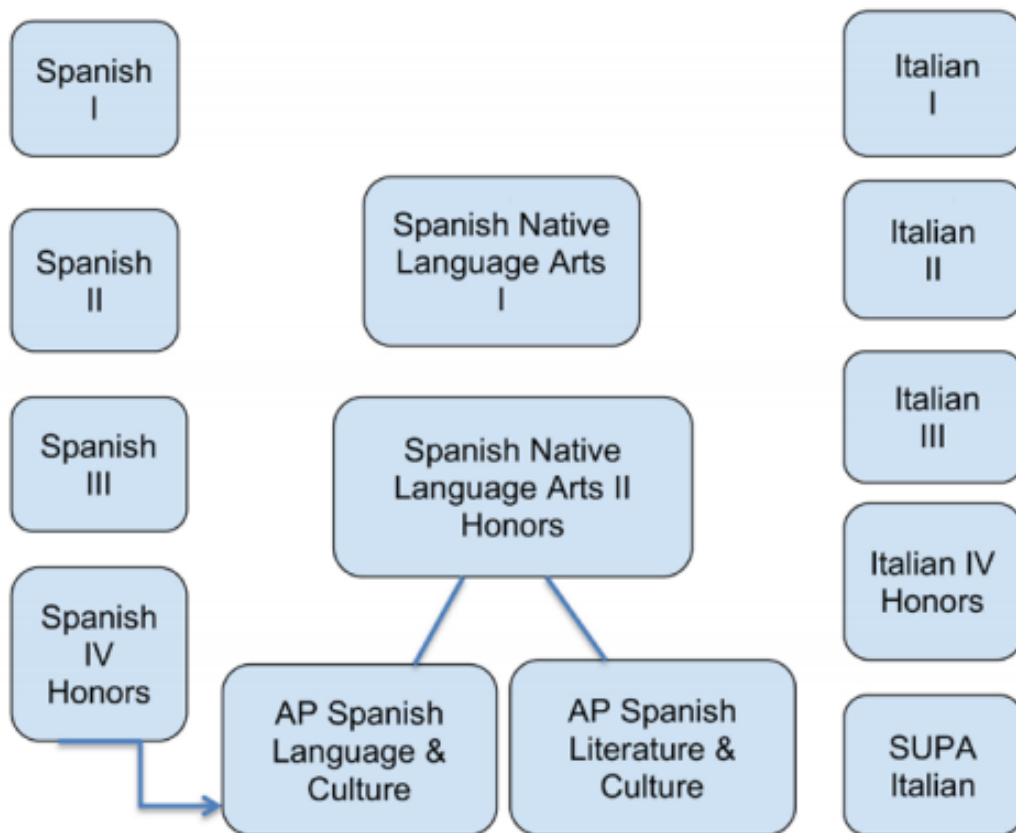 Spanish
I
Spanish
II
Spanish
III
Spanish
IV
Honors
Spanish Native
Language Arts
I
Spanish Native
Language Arts II
Honors
AP Spanish
Language &
Culture
AP Spanish
Literature &
Culture
Italian
I
Italian
II
Italian
III
Italian IV
Honors
SUPA
Italian